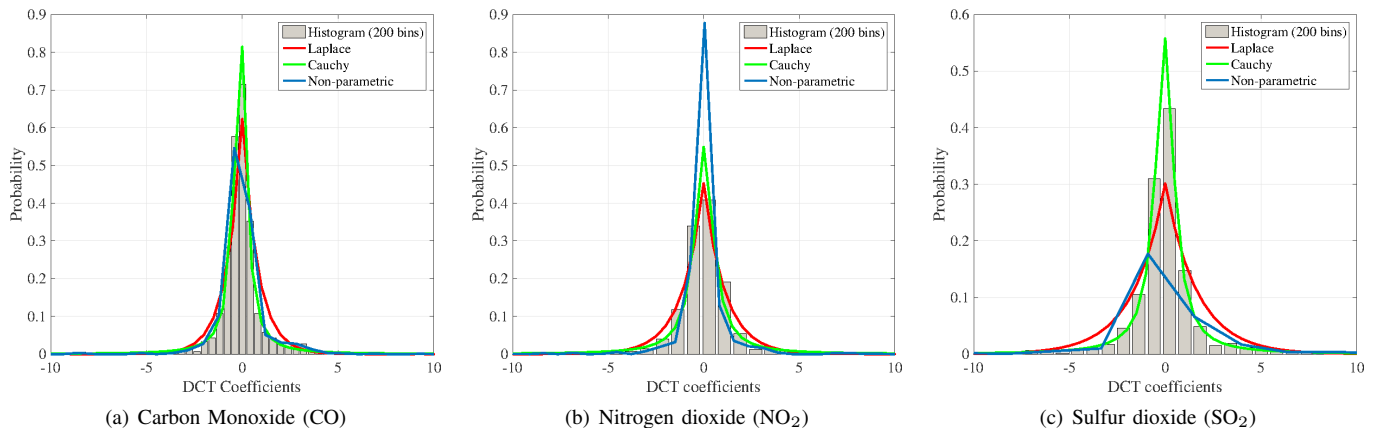 0.9
0.8
0.7
0.6
0.5
0.4
0.3
0.2
0.1
0
Probability
-10 -5 0 5 10
DCT Coefficients
Histogram (200 bins)
Laplace
Cauchy
Non-parametric
(a) Carbon Monoxide (CO)
0.9
0.8
0.7
0.6
0.5
0.4
0.3
0.2
0.1
0
Probability
-10 -5 0 5 10
DCT coefficients
Histogram (200 bins)
Laplace
Cauchy
Non-parametric
(b) Nitrogen dioxide (NO2)
0.6
0.5
0.4
0.3
0.2
0.1
0
Probability
-10 -5 0 5 10
DCT coefficients
Histogram (200 bins)
Laplace
Cauchy
Non-parametric
(c) Sulfur dioxide (SO2)